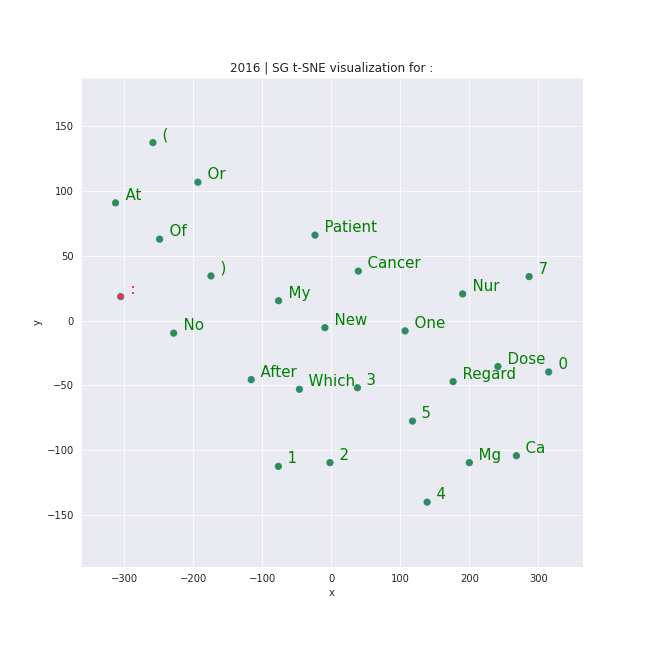 2016 | SG t-SNE visualization for :
150
100
50
0
−50
−100
−150
y
(
Or
At
Of
Patient
)
Cancer
7
:
My
Nur
No
New
One
Dose
0
After
Which
3
Regard
5
1
2
Mg
Ca
4
−300
−200
−100
0
100
200
300
x